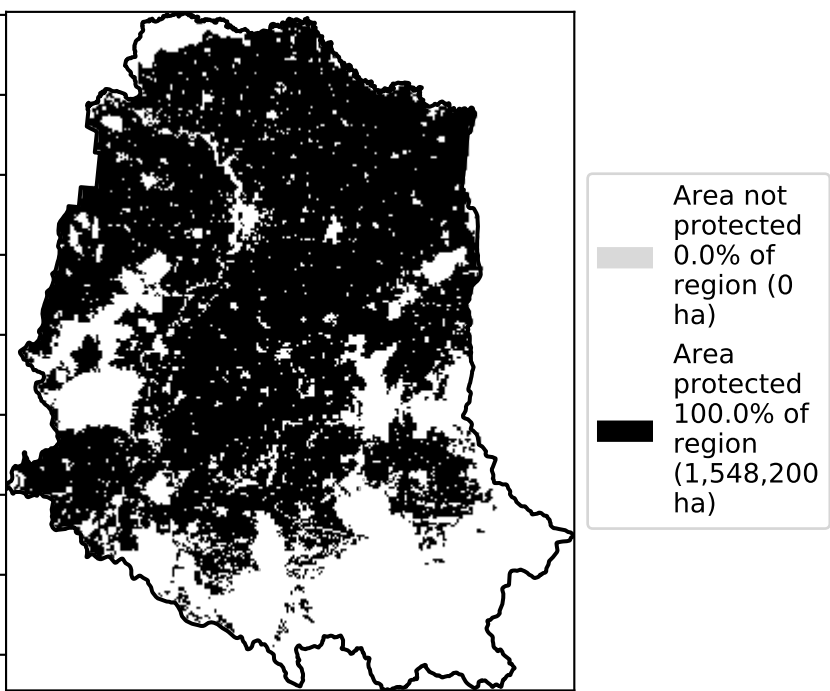 Area not
protected
0.0% of
region (0
ha)
Area
protected
100.0% of
region
(1,548,200
ha)